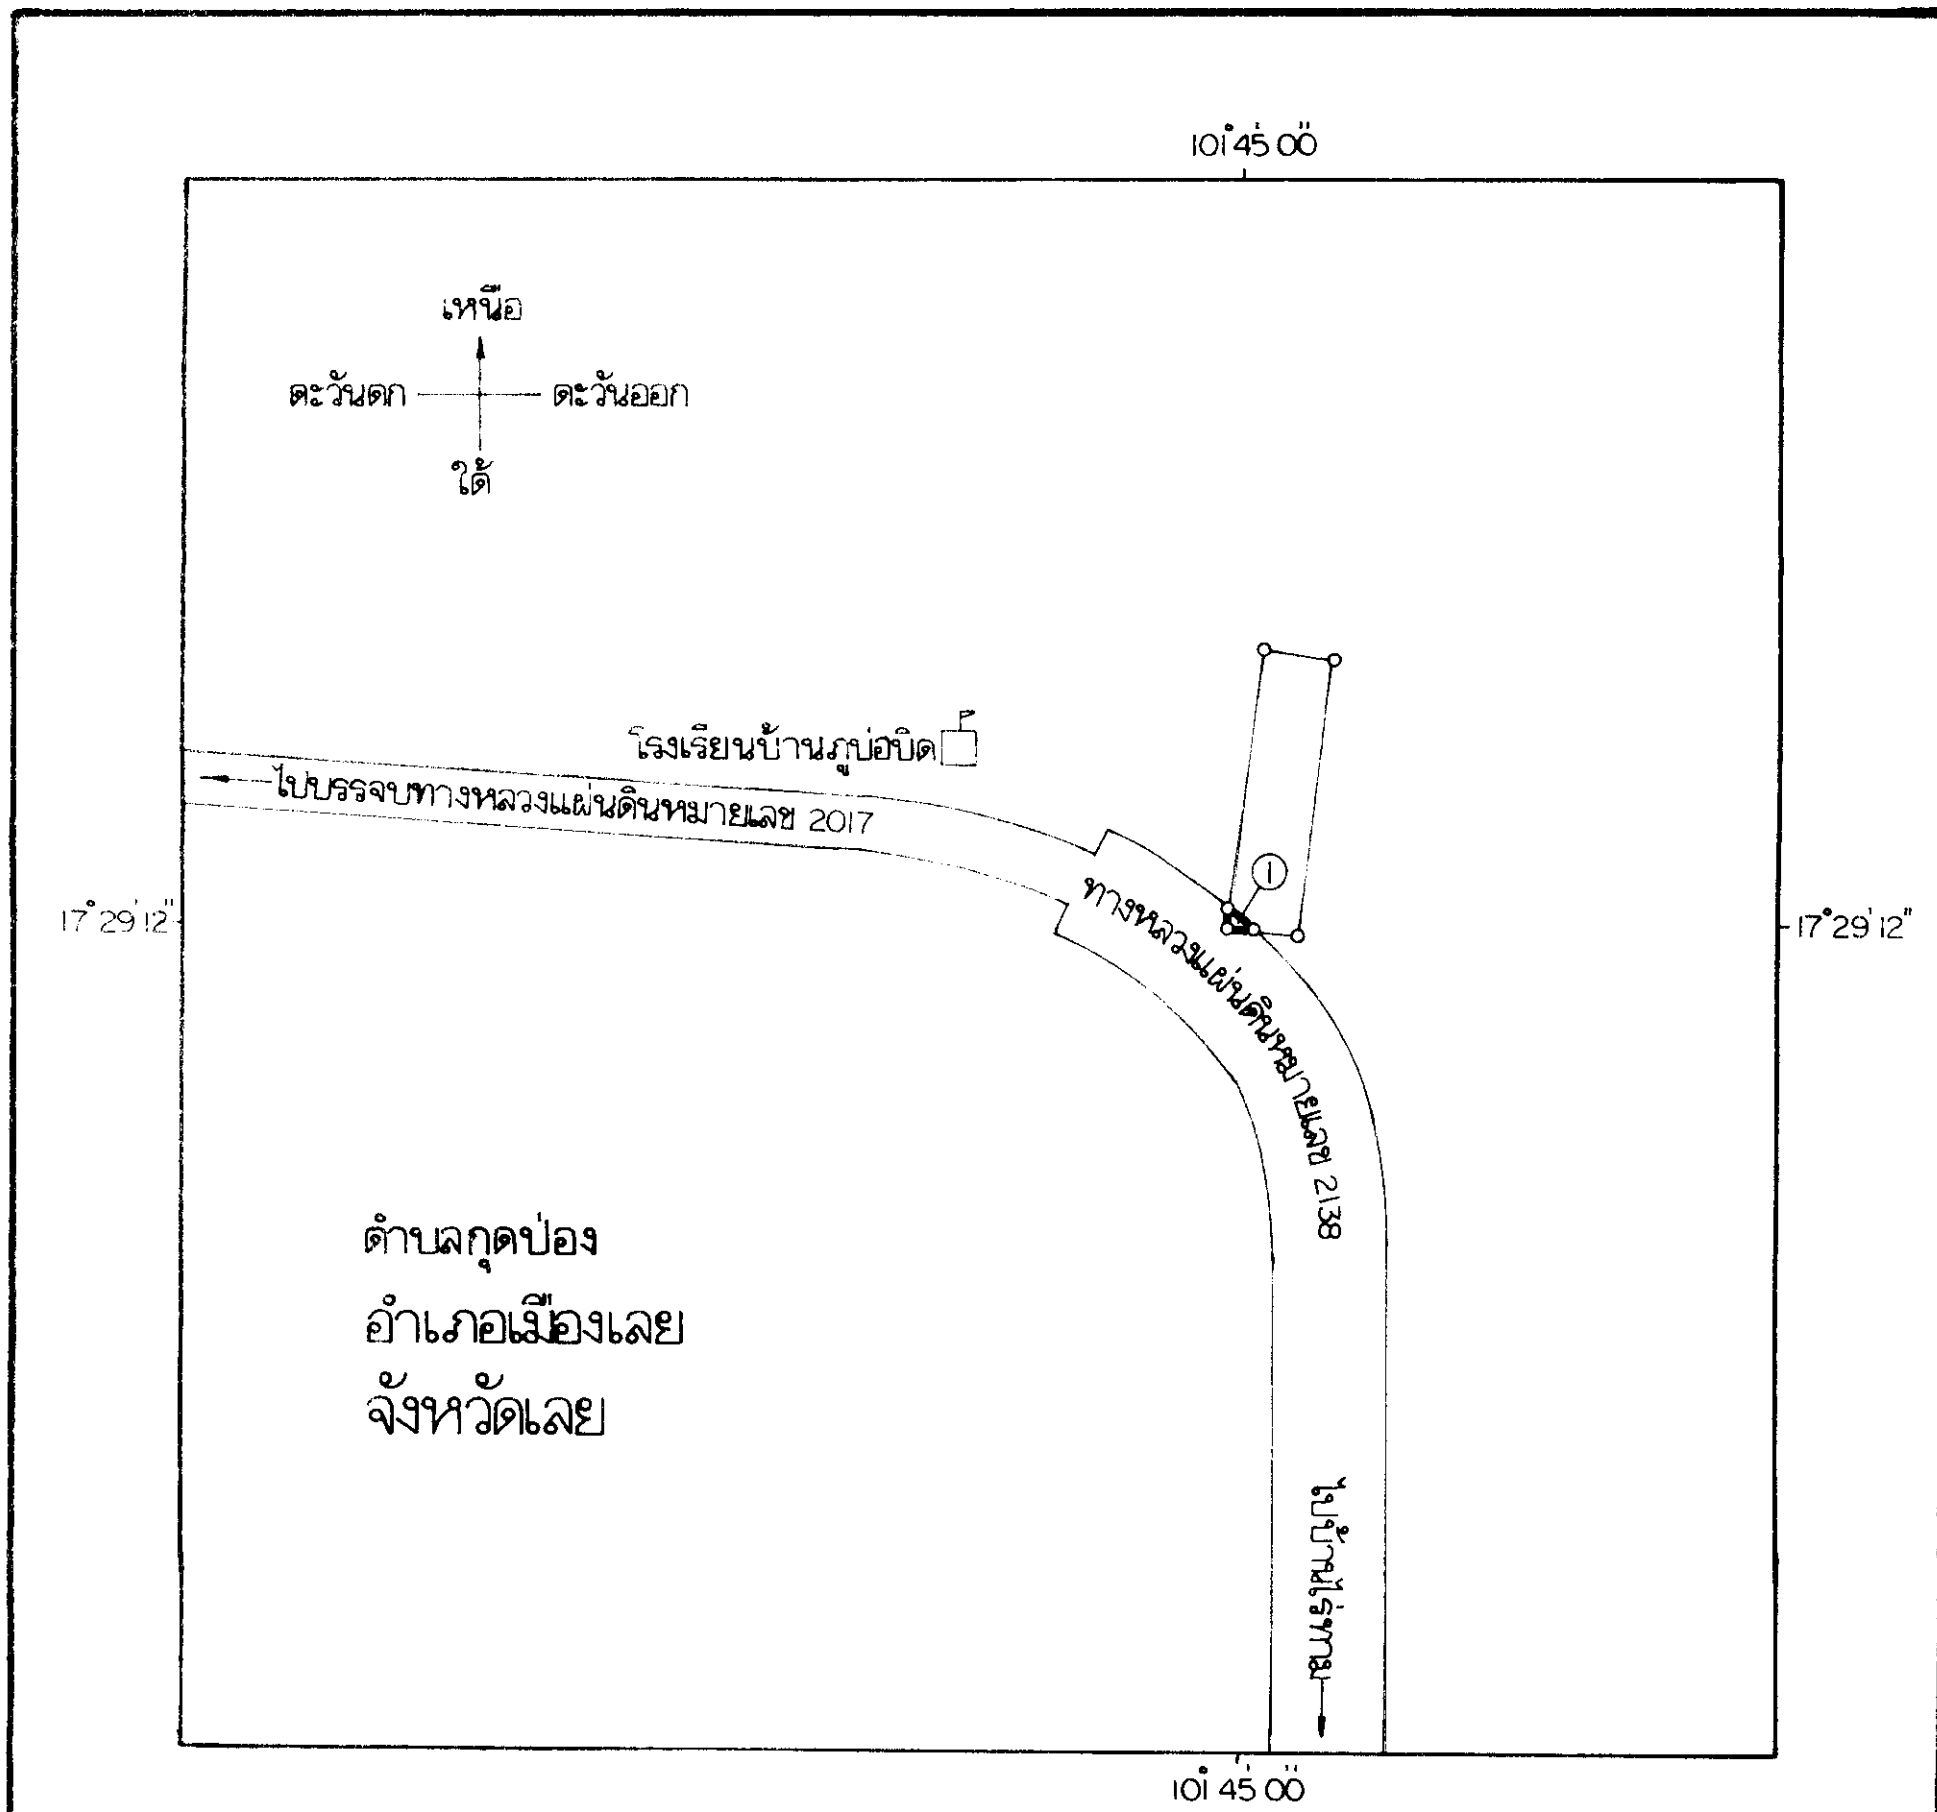 101°45'00"
เหนือ
ตะวันตก
ตะวันออก
ใต้
โรงเรียนบ้านภูบ่อบิด
ไปบรรจบทางหลวงแผ่นดินหมายเลข 2017
1
17°29'12"
17°29'12"
ทางหลวงแผ่นดินหมายเลข 2138
ตำบลกุดป่อง
อำเภอเมืองเลย
จังหวัดเลย
ไปบ้านไร่ทาม
101°45'00"